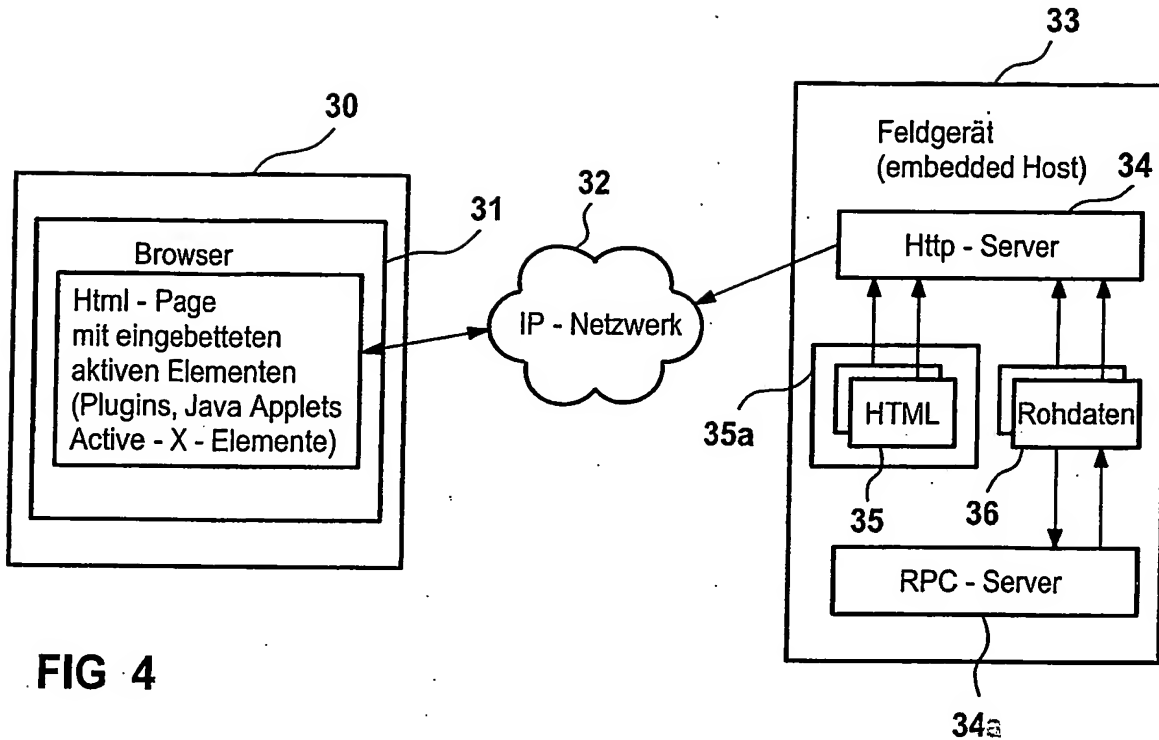 33
30
Feldgerät
(embedded Host)
34
32
31
Browser
Http - Server
Html - Page
mit eingebetteten
aktiven Elementen
(Plugins, Java Applets
Active - X - Elemente)
IP - Netzwerk
HTML
Rohdaten
35a
35
36
RPC - Server
FIG 4
34a